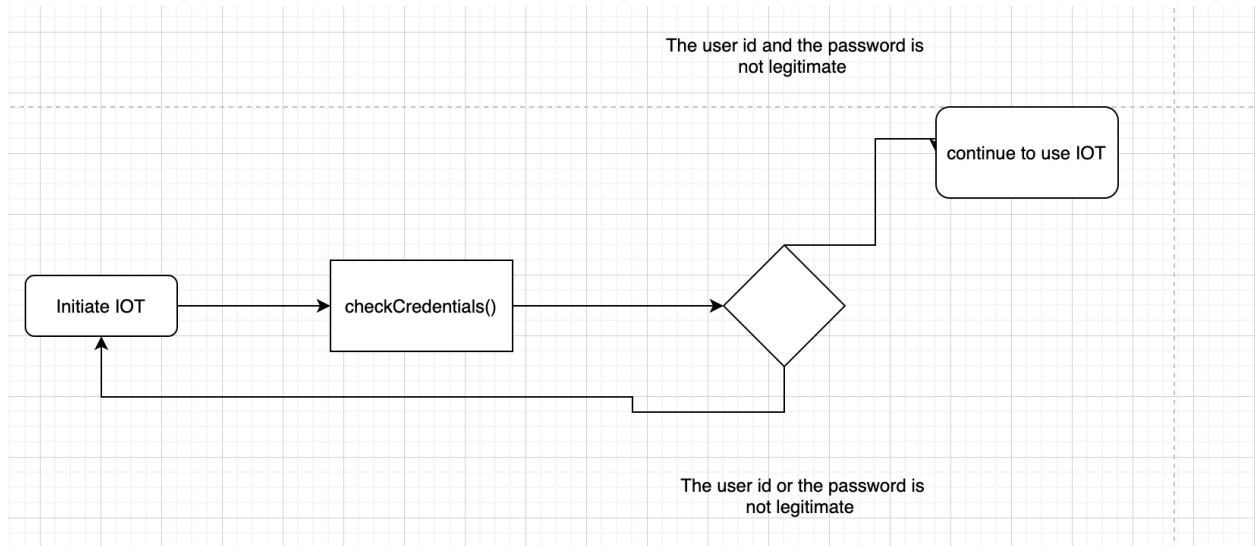 The user id and the password is
not legitimate
continue to use IOT
Initiate IOT
checkCredentials()
The user id or the password is
not legitimate